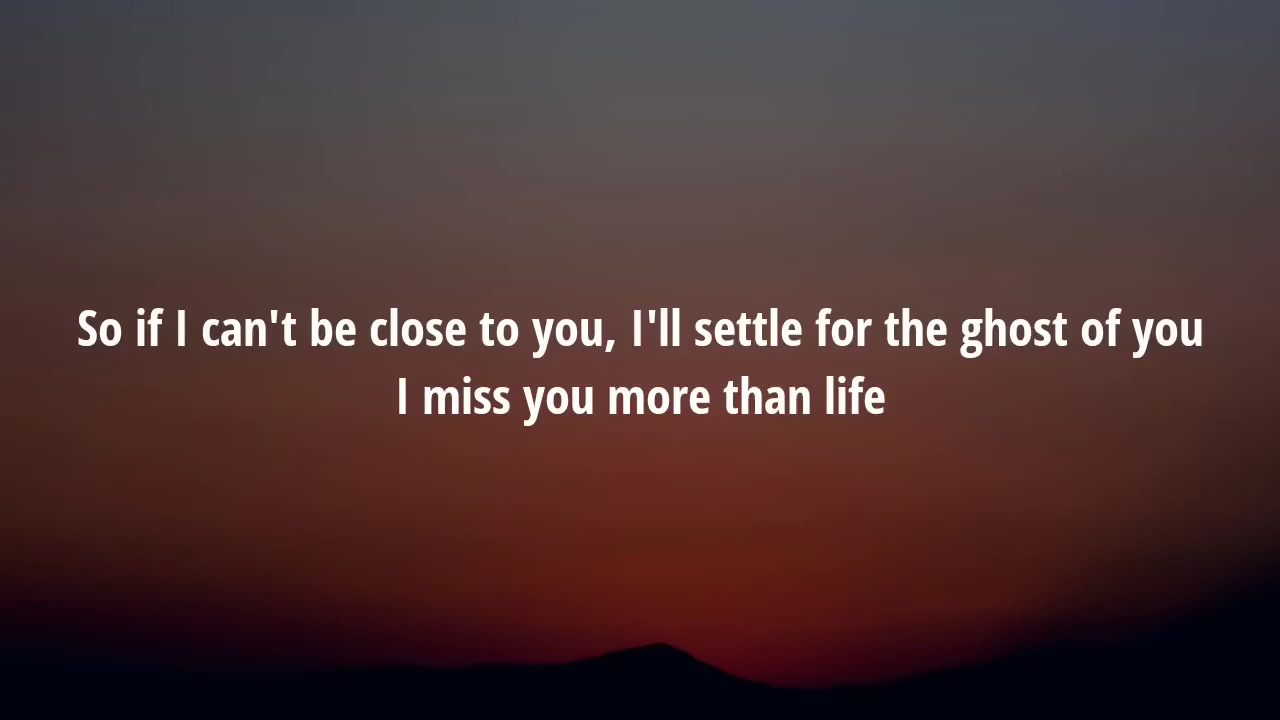 So if I can't be close to you, I'll settle for the ghost of you
I miss you more than life